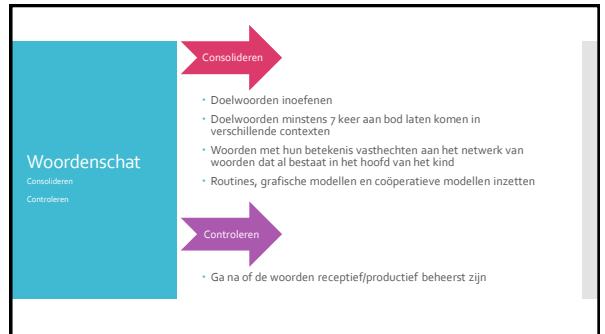 Woordenschat
Consolideren
Controleren
Consolideren
• Doelwoorden inoefenen
• Doelwoorden minstens 7 keer aan bod laten komen in
verschillende contexten
• Woorden met hun betekenis vasthechten aan het netwerk van
woorden dat al bestaat in het hoofd van het kind
• Routines, grafische modellen en coöperatieve modellen inzetten
Controleren
• Ga na of de woorden receptief/productief beheerst zijn